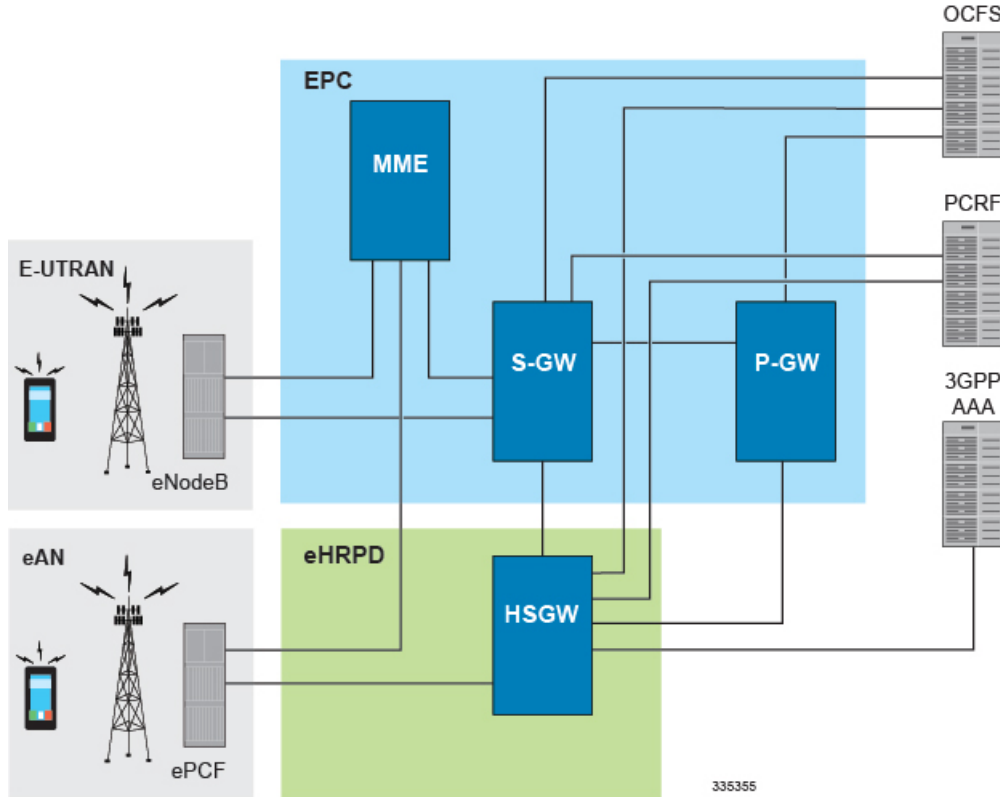 OCFS
EPC
MME
PCRF
E-UTRAN
S-GW
P-GW
3GPP
AAA
eNodeB
eAN
eHRPD
HSGW
ePCF
335355